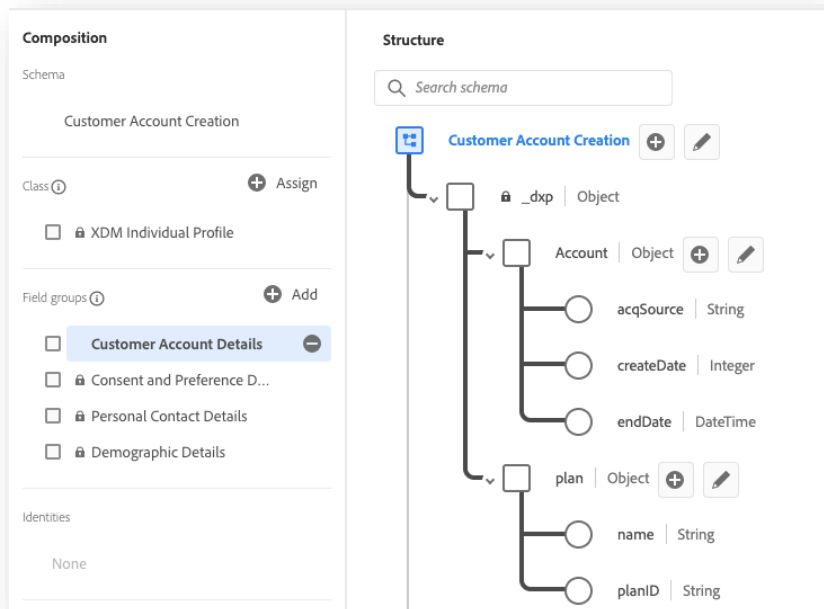 Composition
Schema
Customer Account Creation
Class
Assign
XDM Individual Profile
Field groups
Add
Customer Account Details
Consent and Preference D...
Personal Contact Details
Demographic Details
Identities
None
Structure
Search schema
Customer Account Creation
_dxp Object
Account Object
acqSource String
createDate Integer
endDate DateTime
plan Object
name String
planID String